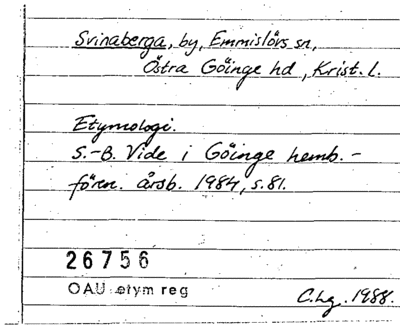 Svinaberga, by, Emmislövs sn,
Östra Göinge hd, Krist. l.
Etymologi.
S.-B. Vide i Göinge hemb.-
fören. årsb. 1984, s. 81.
26756
OAU etym reg
C.Lg. 1988.